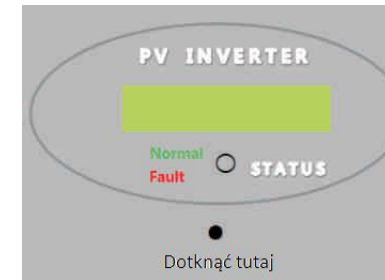 PV INVERTER
Normal
Fault
STATUS
Dotknąć tutaj